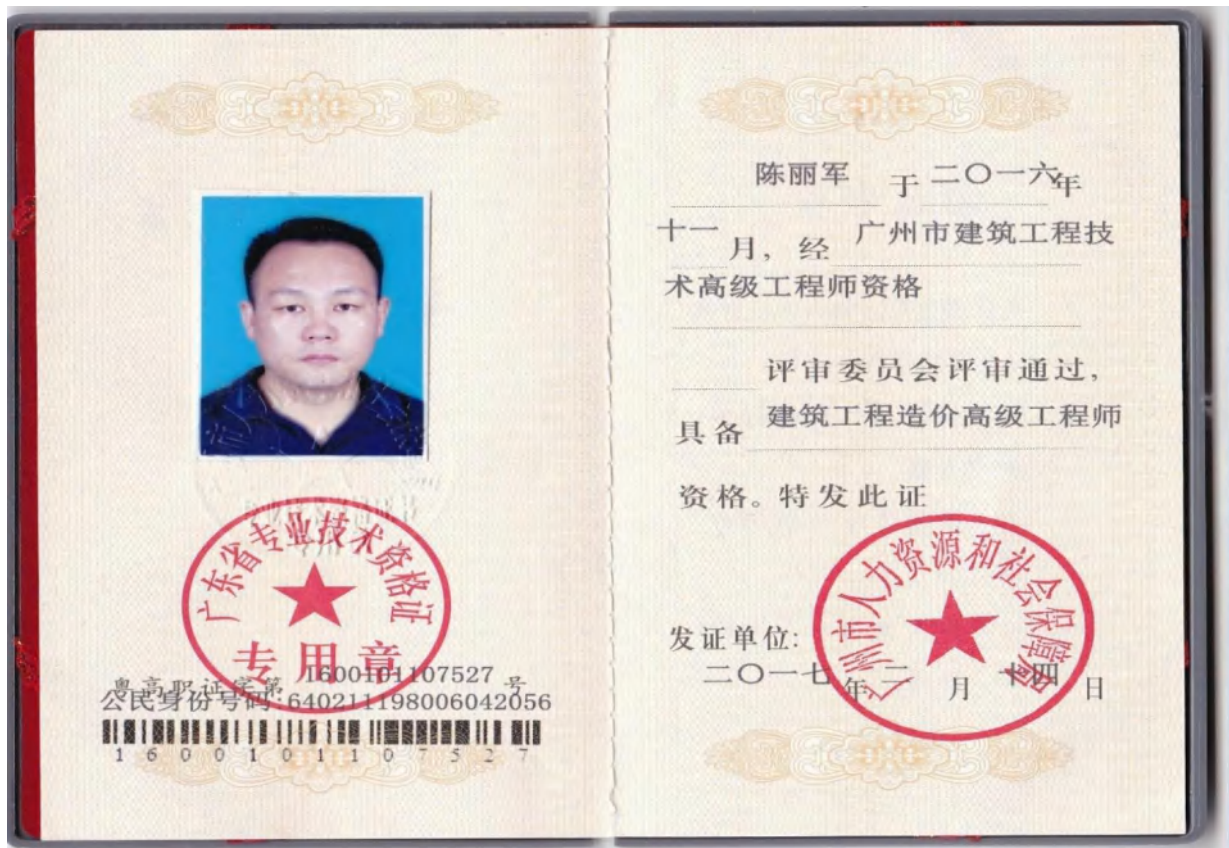 广东省专业技术资格证
专用章
粤高职证字第 1600101107527 号
公民身份号码:640211198006042056
1600101107527
陈丽军 于 二〇一六年
十一月，经 广州市建筑工程技
术高级工程师资格
评审委员会评审通过，
具备 建筑工程造价高级工程师
资格。特发此证
广州市人力资源和社会保障局
发证单位:
二〇一七年二月十四日